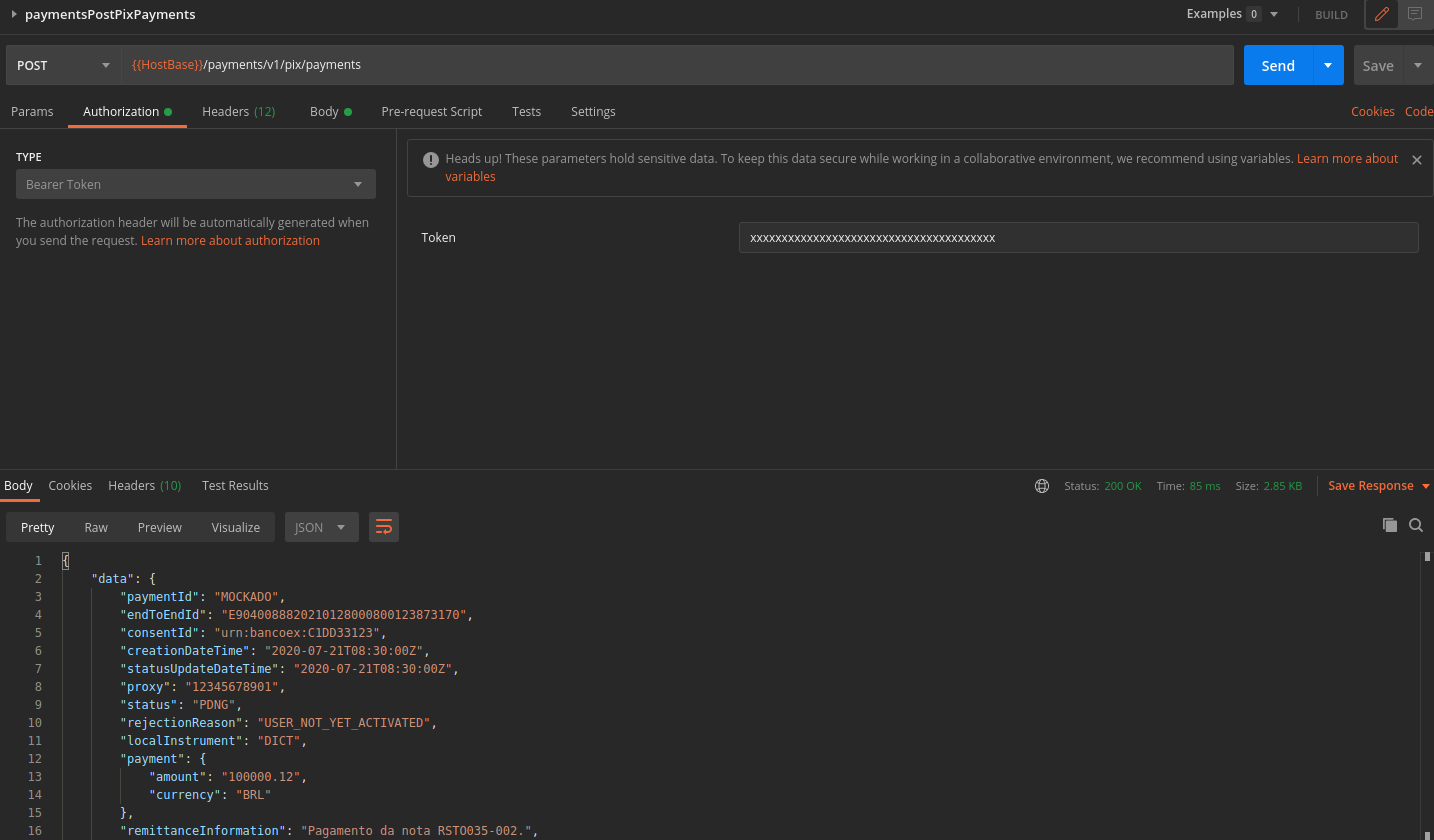 paymentsPostPixPayments
Examples 0
BUILD
POST
{{HostBase}}/payments/v1/pix/payments
Send
Save
Params
Authorization
Headers (12)
Body
Pre-request Script
Tests
Settings
Cookies
Code
TYPE
Bearer Token
The authorization header will be automatically generated when
you send the request. Learn more about authorization
Heads up! These parameters hold sensitive data. To keep this data secure while working in a collaborative environment, we recommend using variables. Learn more about
variables
Token
xxxxxxxxxxxxxxxxxxxxxxxxxxxxxxxxxxxxxxx
Body
Cookies
Headers (10)
Test Results
Status: 200 OK
Time: 85 ms
Size: 2.85 KB
Save Response
Pretty
Raw
Preview
Visualize
JSON
1 {
2 "data": {
3 "paymentId": "MOCKADO",
4 "endToEndId": "E9040088820210128000800123873170",
5 "consentId": "urn:bancoex:C1DD33123",
6 "creationDateTime": "2020-07-21T08:30:00Z",
7 "statusUpdateDateTime": "2020-07-21T08:30:00Z",
8 "proxy": "12345678901",
9 "status": "PDNG",
10 "rejectionReason": "USER_NOT_YET_ACTIVATED",
11 "localInstrument": "DICT",
12 "payment": {
13 "amount": "100000.12",
14 "currency": "BRL"
15 },
16 "remittanceInformation": "Pagamento da nota RSTO035-002.",